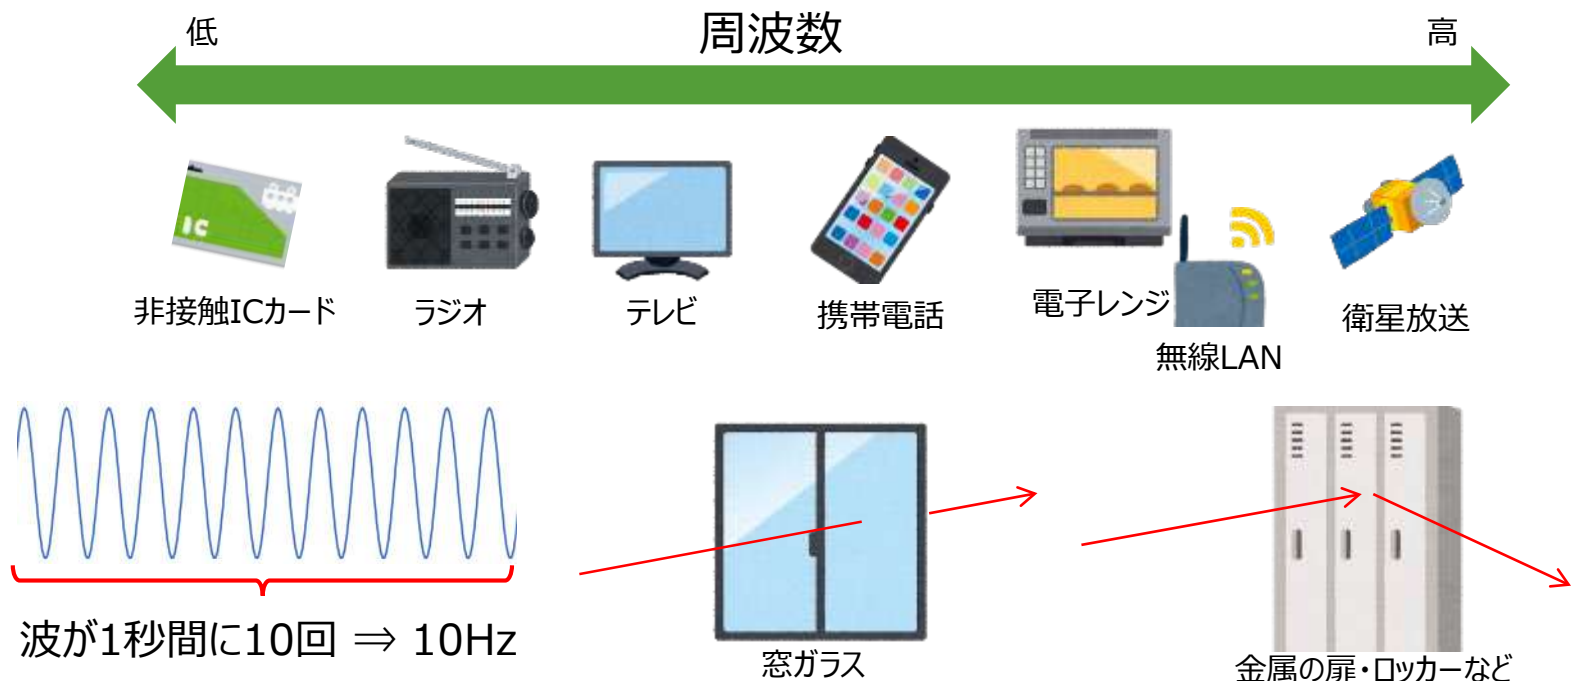 低
周波数
高
IC
非接触ICカード
ラジオ
テレビ
携帯電話
電子レンジ
無線LAN
衛星放送
波が1秒間に10回 ⇒ 10Hz
窓ガラス
金属の扉・ロッカーなど